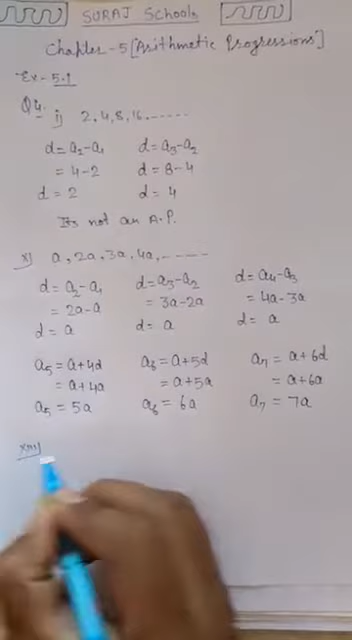 SURAJ Schools
Chapter-5 [Arithmetic Progressions]
Ex-5.1
Q4. i) 2, 4, 8, 16, ......
d = a₂-a₁ d = a₃-a₂
= 4-2 d = 8-4
d = 2 d = 4
Its not an A.P.
x) a, 2a, 3a, 4a, ......
d = a₂-a₁ d = a₃-a₂ d = a₄-a₃
= 2a-a = 3a-2a = 4a-3a
d = a d = a d = a
a₅ = a+4d a₆ = a+5d a₇ = a+6d
= a+4a = a+5a = a+6a
a₅ = 5a a₆ = 6a a₇ = 7a